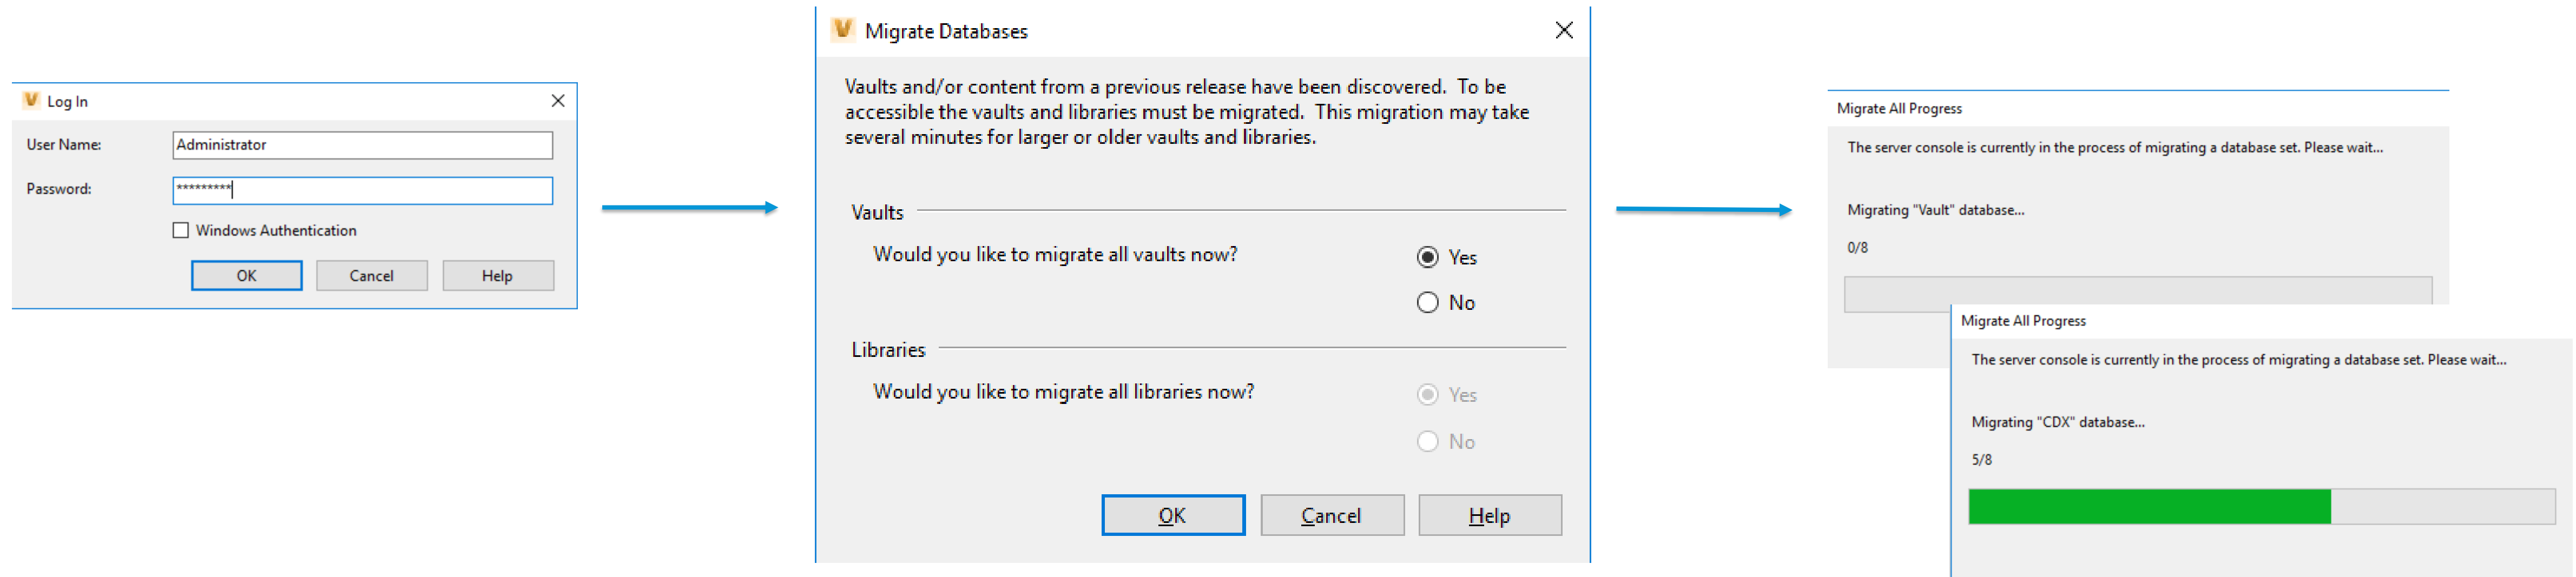 Log In
User Name:
Administrator
Password:
*********
Windows Authentication
OK
Cancel
Help
Migrate Databases
Vaults and/or content from a previous release have been discovered. To be
accessible the vaults and libraries must be migrated. This migration may take
several minutes for larger or older vaults and libraries.
Vaults
Would you like to migrate all vaults now?
Yes
No
Libraries
Would you like to migrate all libraries now?
Yes
No
OK
Cancel
Help
Migrate All Progress
The server console is currently in the process of migrating a database set. Please wait...
Migrating "Vault" database...
0/8
Migrate All Progress
The server console is currently in the process of migrating a database set. Please wait...
Migrating "CDX" database...
5/8